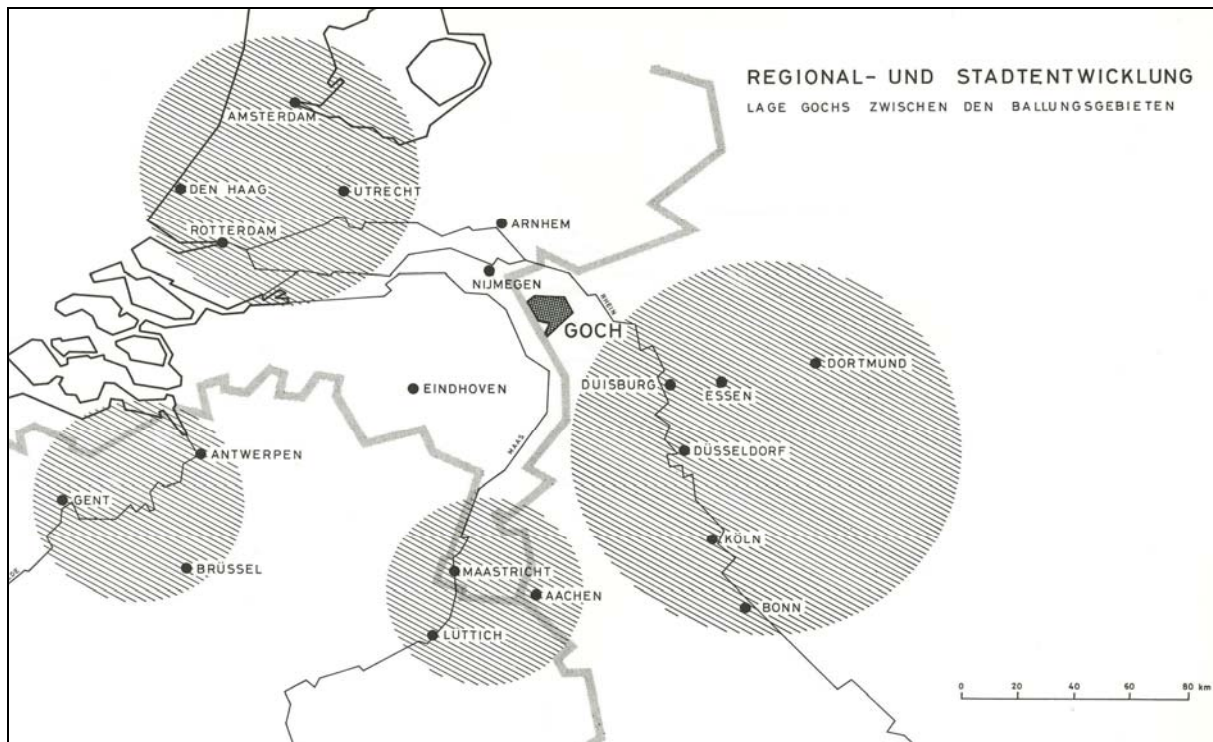 REGIONAL- UND STADTENTWICKLUNG
LAGE GOCHS ZWISCHEN DEN BALLUNGSGEBIETEN
AMSTERDAM
DEN HAAG
UTRECHT
ROTTERDAM
ARNHEM
NIJMEGEN
RHEIN
GOCH
DORTMUND
DUISBURG
ESSEN
EINDHOVEN
MAAS
ANTWERPEN
DÜSSELDORF
GENT
KÖLN
BRÜSSEL
MAASTRICHT
AACHEN
BONN
LÜTTICH
0 20 40 60 80 km